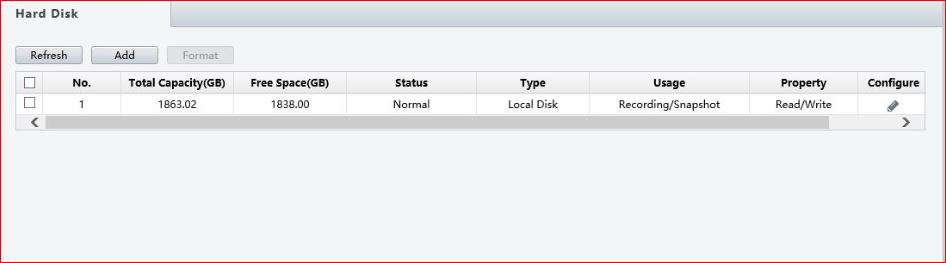 Hard Disk
Refresh Add Format
No. Total Capacity(GB) Free Space(GB) Status Type Usage Property Configure
1 1863.02 1838.00 Normal Local Disk Recording/Snapshot Read/Write